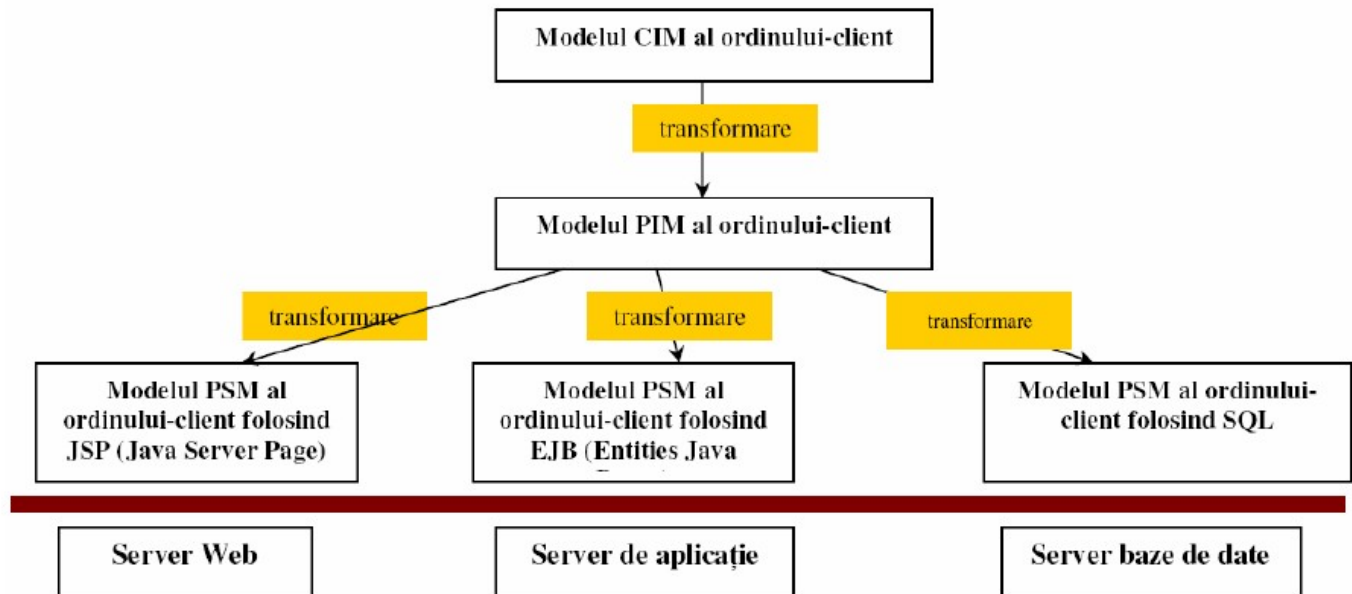 Modelul CIM al ordinului-client
transformare
Modelul PIM al ordinului-client
transformare
transformare
transformare
Modelul PSM al
ordinului-client folosind
JSP (Java Server Page)
Modelul PSM al
ordinului-client folosind
EJB (Entities Java
Modelul PSM al ordinului-
client folosind SQL
Server Web
Server de aplicație
Server baze de date